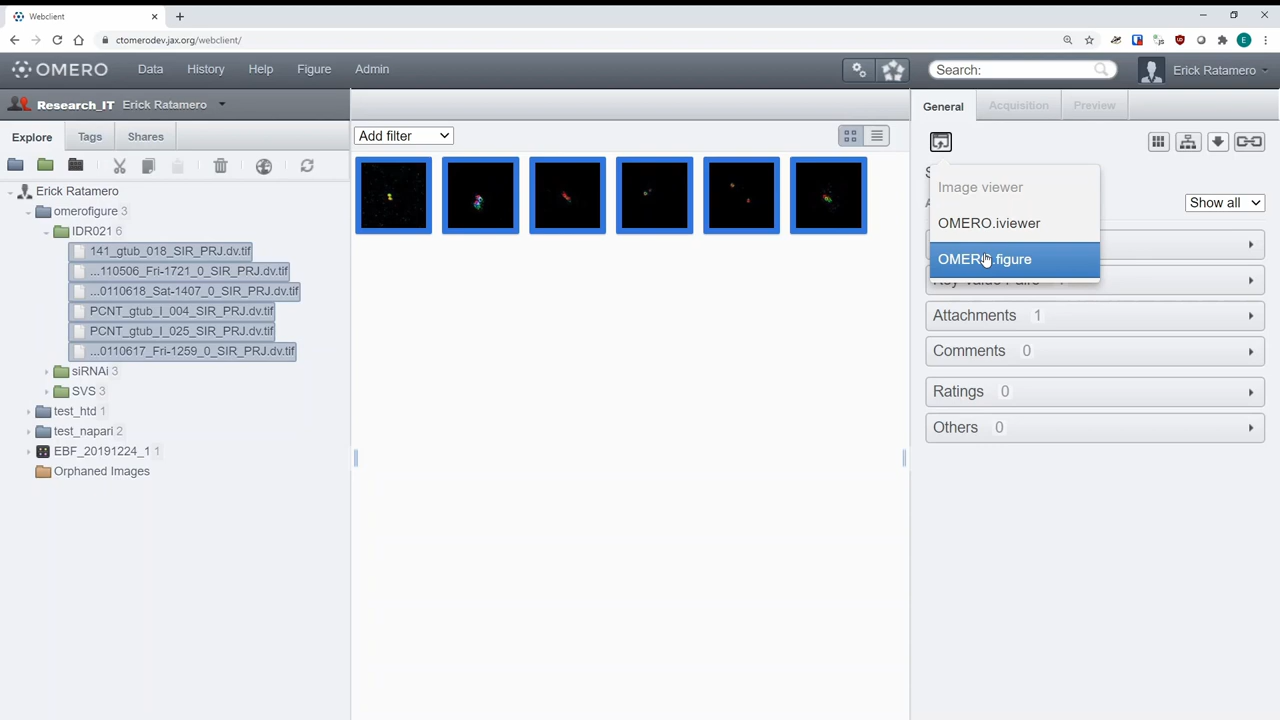 Webclient
ctomerodev.jax.org/webclient/
E
OMERO
Data
History
Help
Figure
Admin
Search:
Erick Ratamero
Research_IT Erick Ratamero
Explore
Tags
Shares
Add filter
General
Acquisition
Preview
Erick Ratamero
omerofigure 3
IDR021 6
141_gtub_018_SIR_PRJ.dv.tif
...110506_Fri-1721_0_SIR_PRJ.dv.tif
...0110618_Sat-1407_0_SIR_PRJ.dv.tif
PCNT_gtub_I_004_SIR_PRJ.dv.tif
PCNT_gtub_I_025_SIR_PRJ.dv.tif
...0110617_Fri-1259_0_SIR_PRJ.dv.tif
siRNAi 3
SVS 3
test_htd 1
test_napari 2
EBF_20191224_1 1
Orphaned Images
Image viewer
OMERO.iviewer
OMERO.figure
Show all
Attachments 1
Comments 0
Ratings 0
Others 0